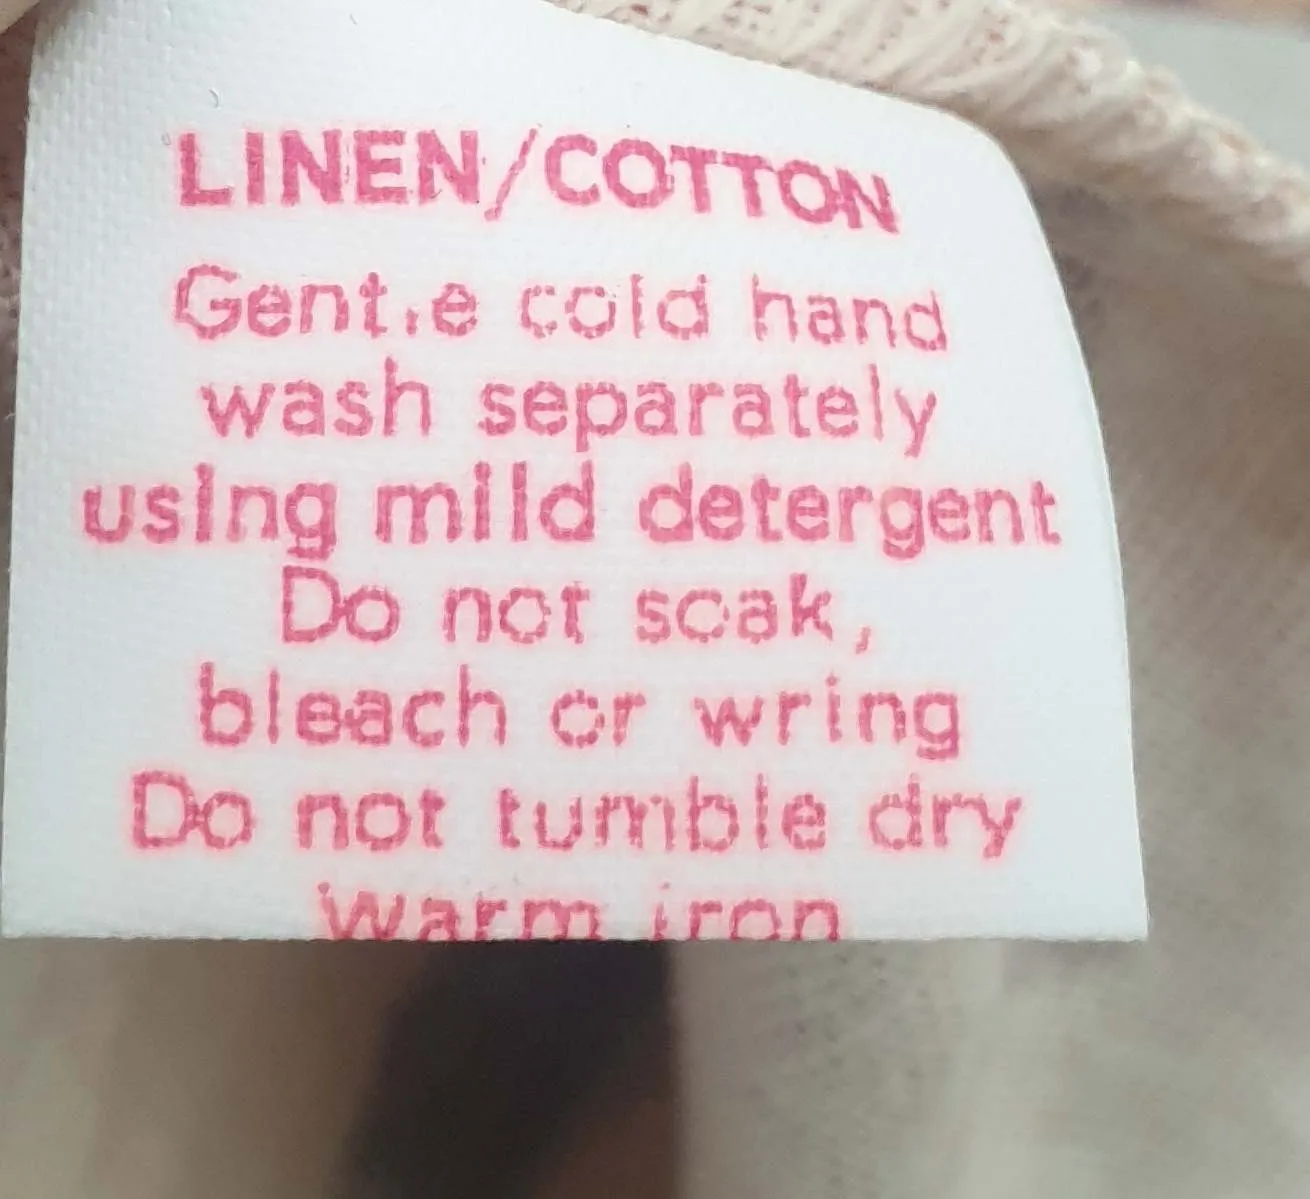 LINEN/COTTON
Gentle cold hand
wash separately
using mild detergent
Do not soak,
bleach or wring
Do not tumble dry
warm iron